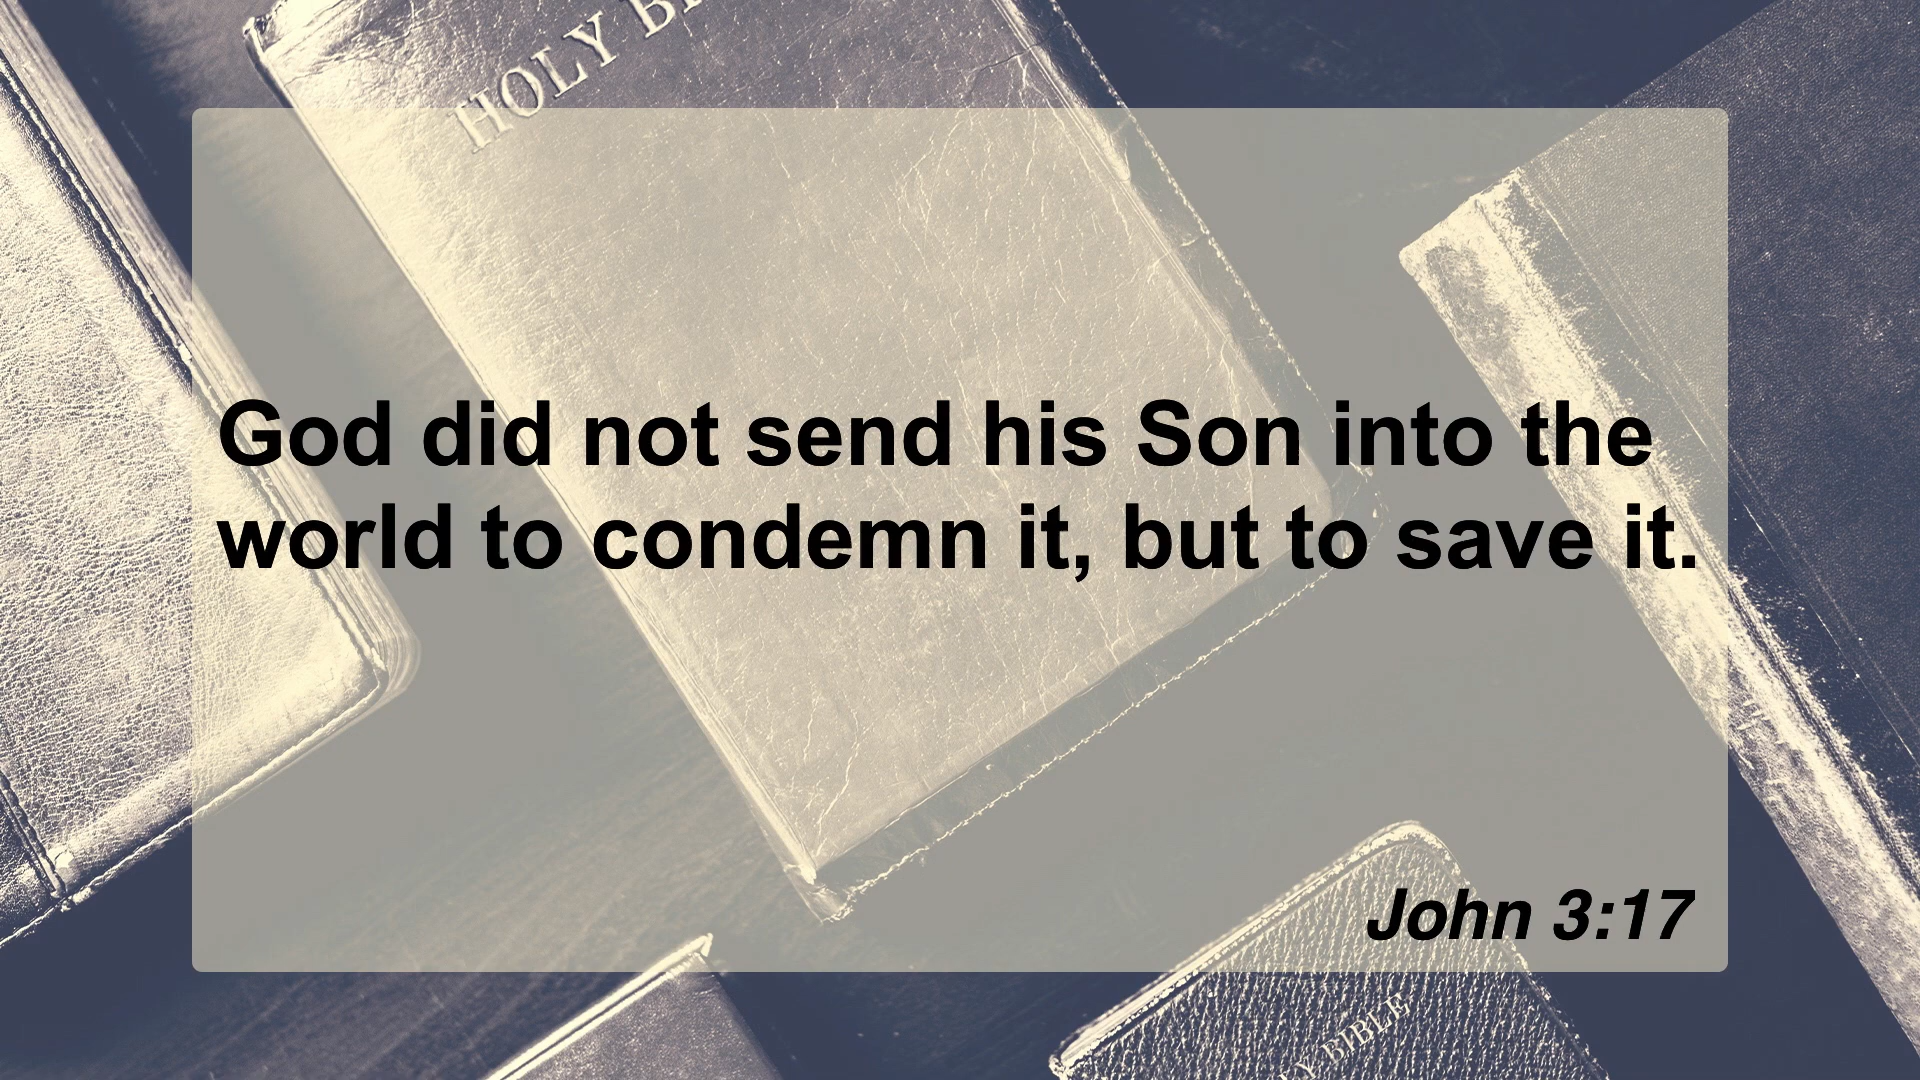 HOLY BI
God did not send his Son into the
world to condemn it, but to save it.
John 3:17
LY BIBLE